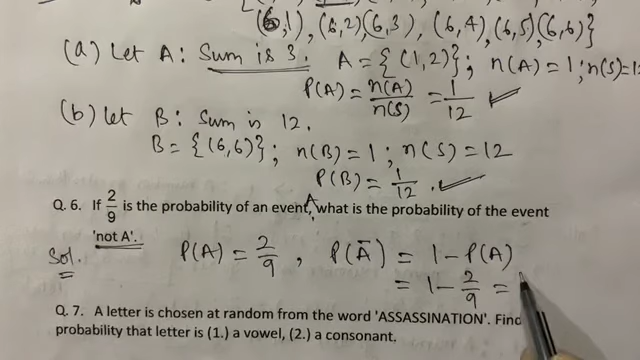 (6,1), (6,2)(6,3), (6,4), (6,5), (6,6)}
(a) Let A: Sum is 3. A = {(1,2)}; n(A) = 1; n(S) = 12
P(A) = n(A)/n(S) = 1/12 ✓
(b) Let B: Sum is 12.
B = {(6,6)}; n(B) = 1; n(S) = 12
P(B) = 1/12. ✓
Q. 6. If 2/9 is the probability of an event A, what is the probability of the event
'not A'.
Sol. P(A) = 2/9, P(Ā) = 1 - P(A)
= 1 - 2/9 =
Q. 7. A letter is chosen at random from the word 'ASSASSINATION'. Find
probability that letter is (1.) a vowel, (2.) a consonant.